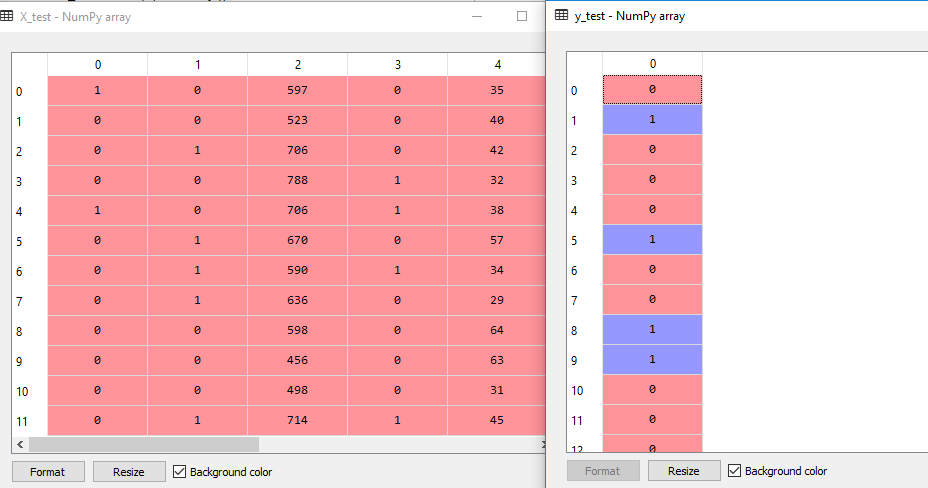 X_test - NumPy array
0 1 2 3 4
0 1 0 597 0 35
1 0 0 523 0 40
2 0 1 706 0 42
3 0 0 788 1 32
4 1 0 706 1 38
5 0 1 670 0 57
6 0 1 590 1 34
7 0 1 636 0 29
8 0 0 598 0 64
9 0 0 456 0 63
10 0 0 498 0 31
11 0 1 714 1 45
Format Resize Background color
y_test - NumPy array
0
0 0
1 1
2 0
3 0
4 0
5 1
6 0
7 0
8 1
9 1
10 0
11 0
12 0
Format Resize Background color